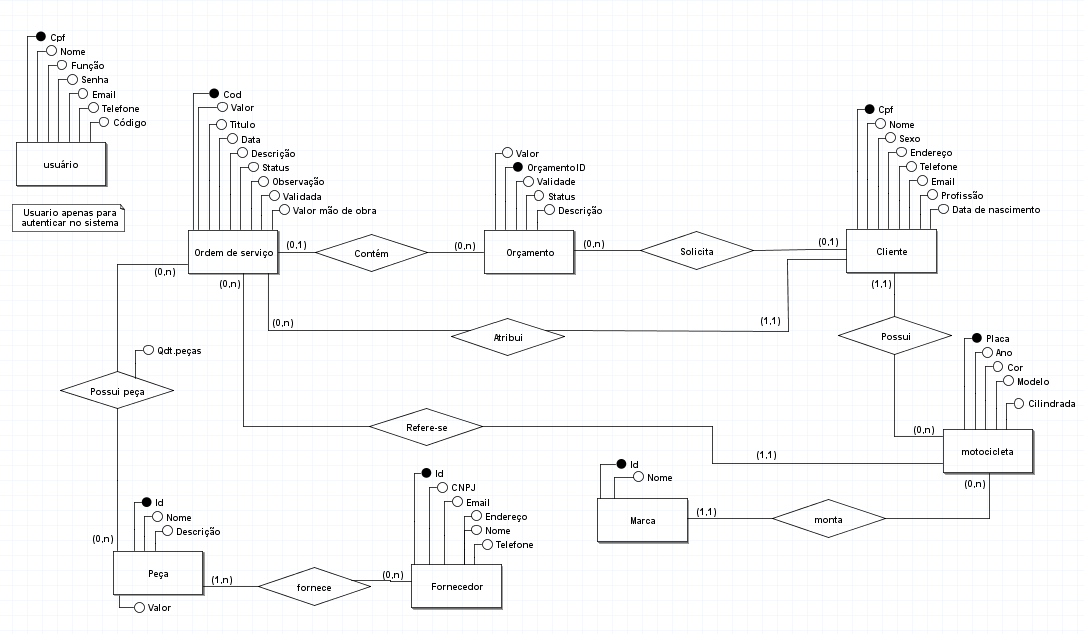 Cpf
Nome
Função
Senha
Email
Telefone
Código
usuário
Usuario apenas para
autenticar no sistema
Cod
Valor
Titulo
Data
Descrição
Status
Observação
Validada
Valor mão de obra
Ordem de serviço
(0,1)
Contém
(0,n)
Valor
OrçamentoID
Validade
Status
Descrição
Orçamento
(0,n)
Solicita
(0,1)
Cpf
Nome
Sexo
Endereço
Telefone
Email
Profissão
Data de nascimento
Cliente
(0,n)
(0,n)
(1,1)
(0,n)
Atribui
(1,1)
Possui
Placa
Ano
Cor
Modelo
Cilindrada
(0,n)
motocicleta
(0,n)
Qdt.peças
Possui peça
Refere-se
(1,1)
Id
Nome
Marca
(1,1)
monta
Id
CNPJ
Email
Endereço
Nome
Telefone
Fornecedor
(0,n)
Id
Nome
Descrição
(0,n)
Peça
(1,n)
fornece
Valor